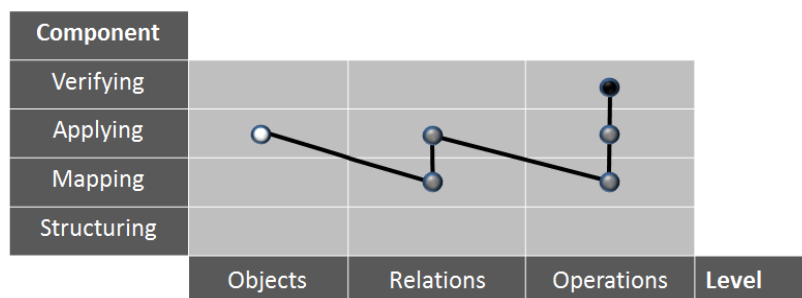 Component
Verifying
Applying
Mapping
Structuring
Objects Relations Operations Level